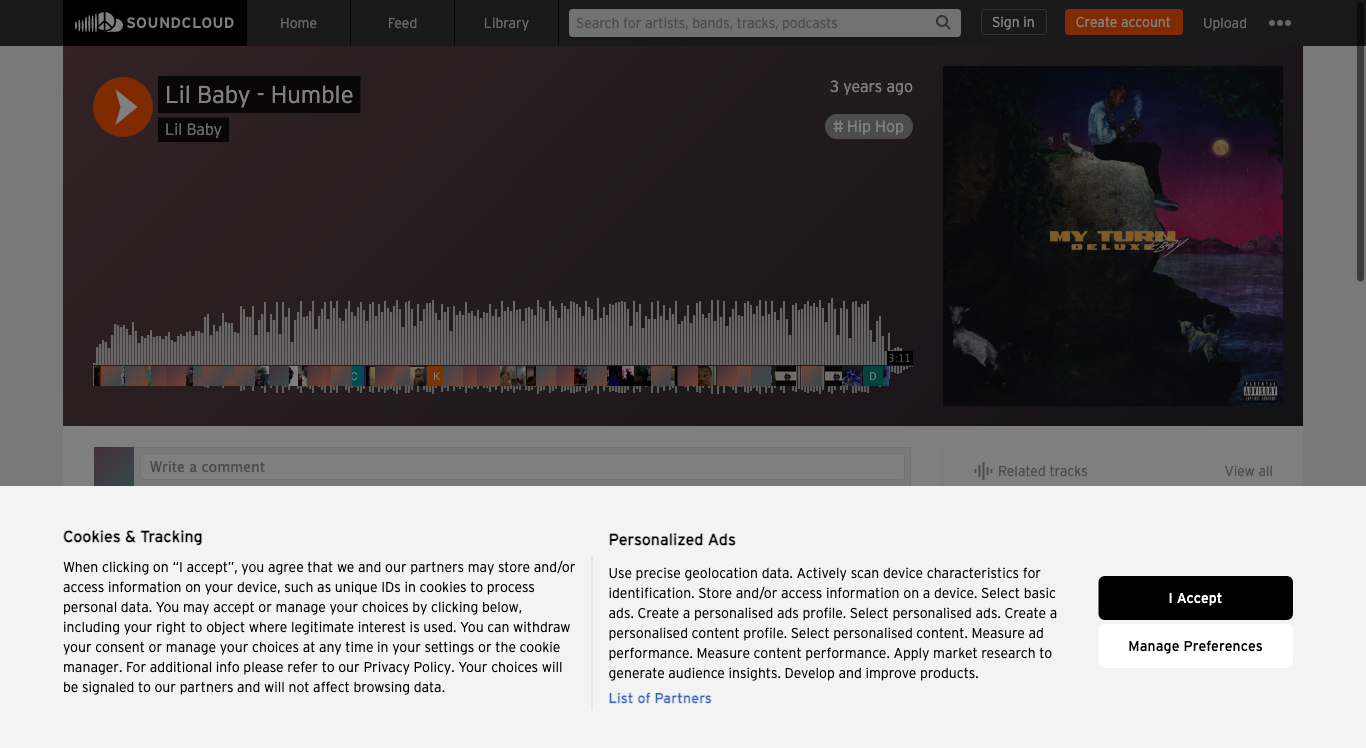 SOUNDCLOUD
Home
Feed
Library
Search for artists, bands, tracks, podcasts
Sign in
Create account
Upload
Lil Baby - Humble
Lil Baby
3 years ago
# Hip Hop
MY TURN
DELUXE
PARENTAL
ADVISORY
EXPLICIT CONTENT
3:11
C
K
D
Write a comment
Related tracks
View all
Cookies & Tracking
When clicking on “I accept”, you agree that we and our partners may store and/or
access information on your device, such as unique IDs in cookies to process
personal data. You may accept or manage your choices by clicking below,
including your right to object where legitimate interest is used. You can withdraw
your consent or manage your choices at any time in your settings or the cookie
manager. For additional info please refer to our Privacy Policy. Your choices will
be signaled to our partners and will not affect browsing data.
Personalized Ads
Use precise geolocation data. Actively scan device characteristics for
identification. Store and/or access information on a device. Select basic
ads. Create a personalised ads profile. Select personalised ads. Create a
personalised content profile. Select personalised content. Measure ad
performance. Measure content performance. Apply market research to
generate audience insights. Develop and improve products.
List of Partners
I Accept
Manage Preferences